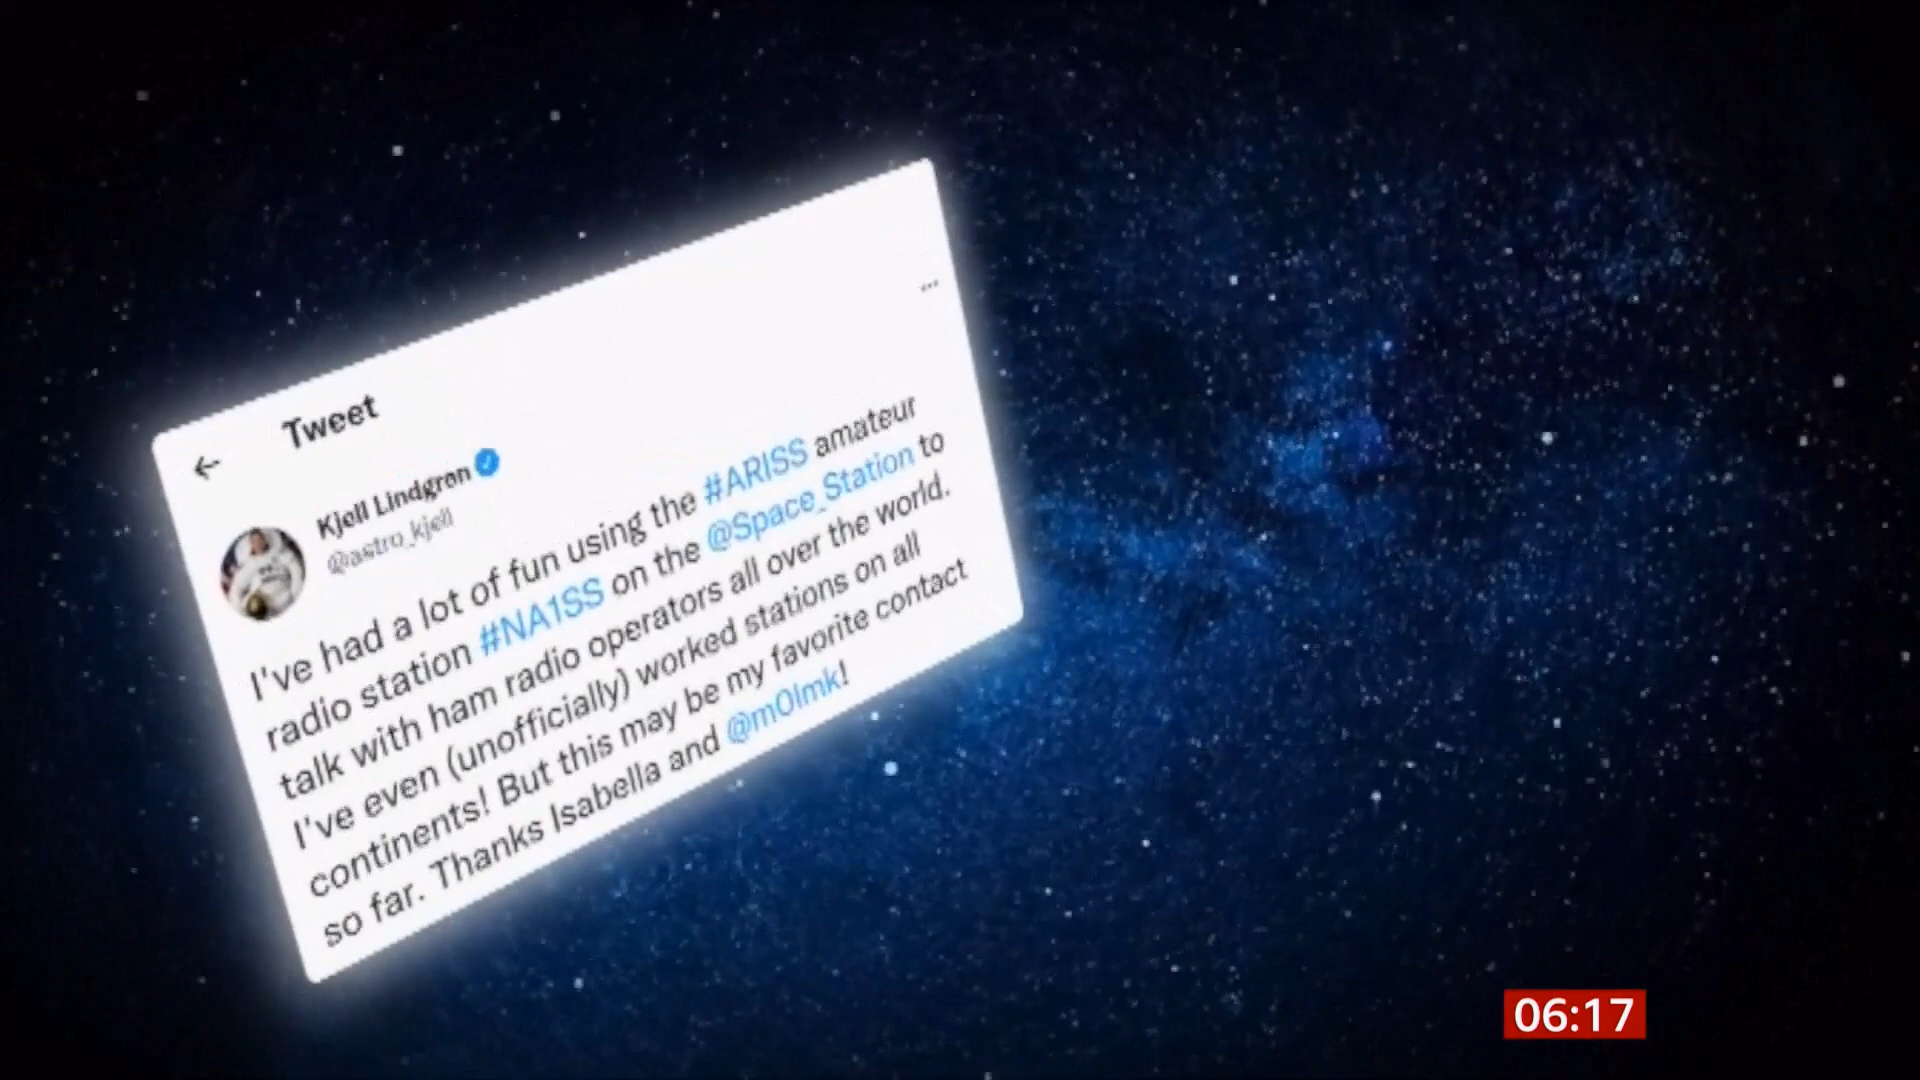 Tweet
Kjell Lindgren
@astro_kjell
I've had a lot of fun using the #ARISS amateur
radio station #NA1SS on the @Space_Station to
talk with ham radio operators all over the world.
I've even (unofficially) worked stations on all
continents! But this may be my favorite contact
so far. Thanks Isabella and @m0lmk!
06:17